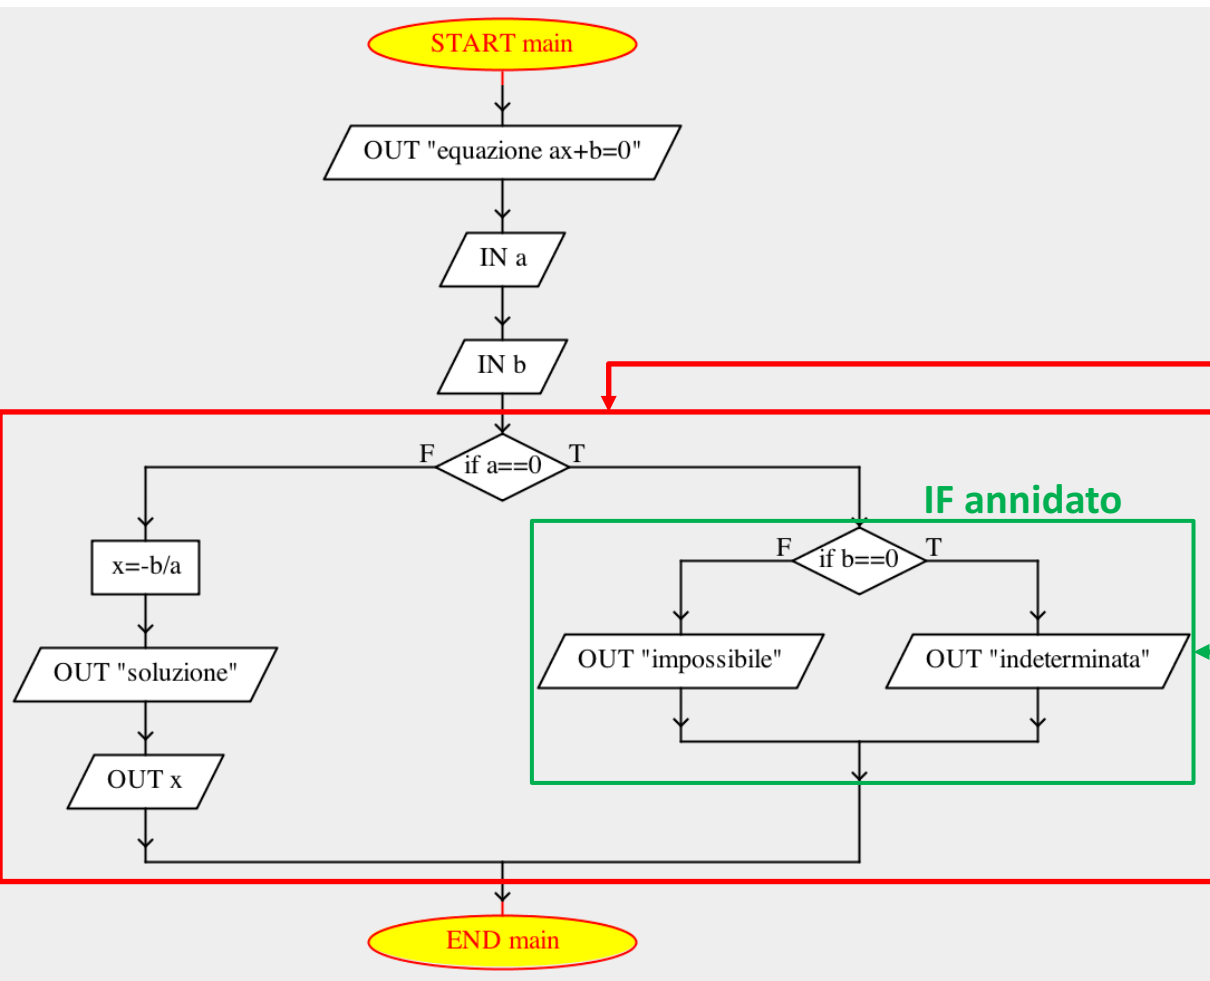 START main
OUT "equazione ax+b=0"
IN a
IN b
F
if a==0
T
IF annidato
x=-b/a
F
if b==0
T
OUT "soluzione"
OUT "impossibile"
OUT "indeterminata"
OUT x
END main